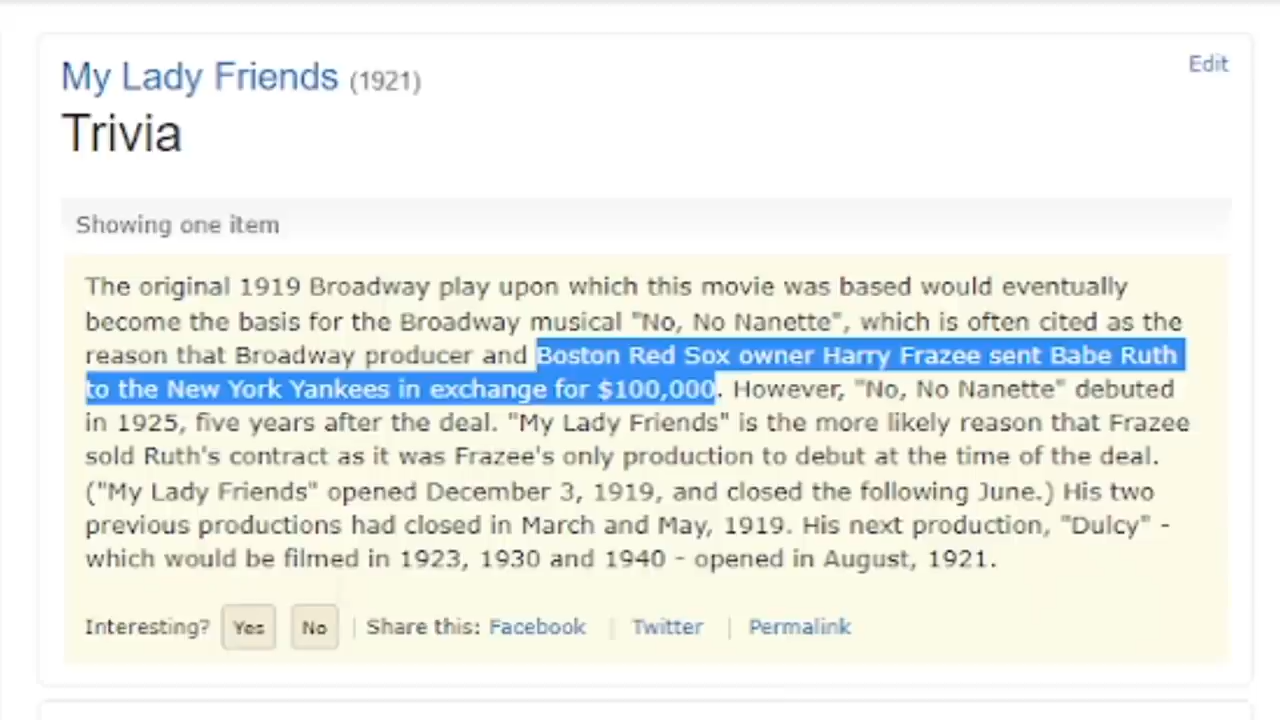 My Lady Friends (1921)
Edit
Trivia
Showing one item
The original 1919 Broadway play upon which this movie was based would eventually
become the basis for the Broadway musical "No, No Nanette", which is often cited as the
reason that Broadway producer and Boston Red Sox owner Harry Frazee sent Babe Ruth
to the New York Yankees in exchange for $100,000. However, "No, No Nanette" debuted
in 1925, five years after the deal. "My Lady Friends" is the more likely reason that Frazee
sold Ruth's contract as it was Frazee's only production to debut at the time of the deal.
("My Lady Friends" opened December 3, 1919, and closed the following June.) His two
previous productions had closed in March and May, 1919. His next production, "Dulcy" -
which would be filmed in 1923, 1930 and 1940 - opened in August, 1921.
Interesting? Yes No | Share this: Facebook | Twitter | Permalink